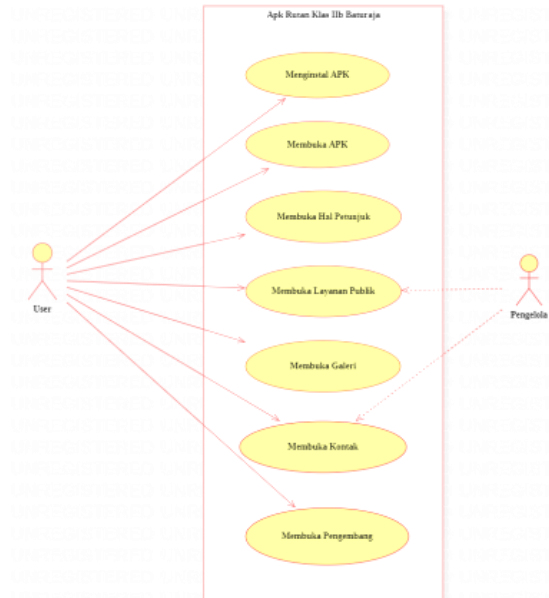 Apk Rutan Klas IIb Baturaja
Menginstal APK
Membuka APK
Membuka Hal Petunjuk
Membuka Layanan Publik
Membuka Galeri
Membuka Kontak
Membuka Pengembang
User
Pengelola